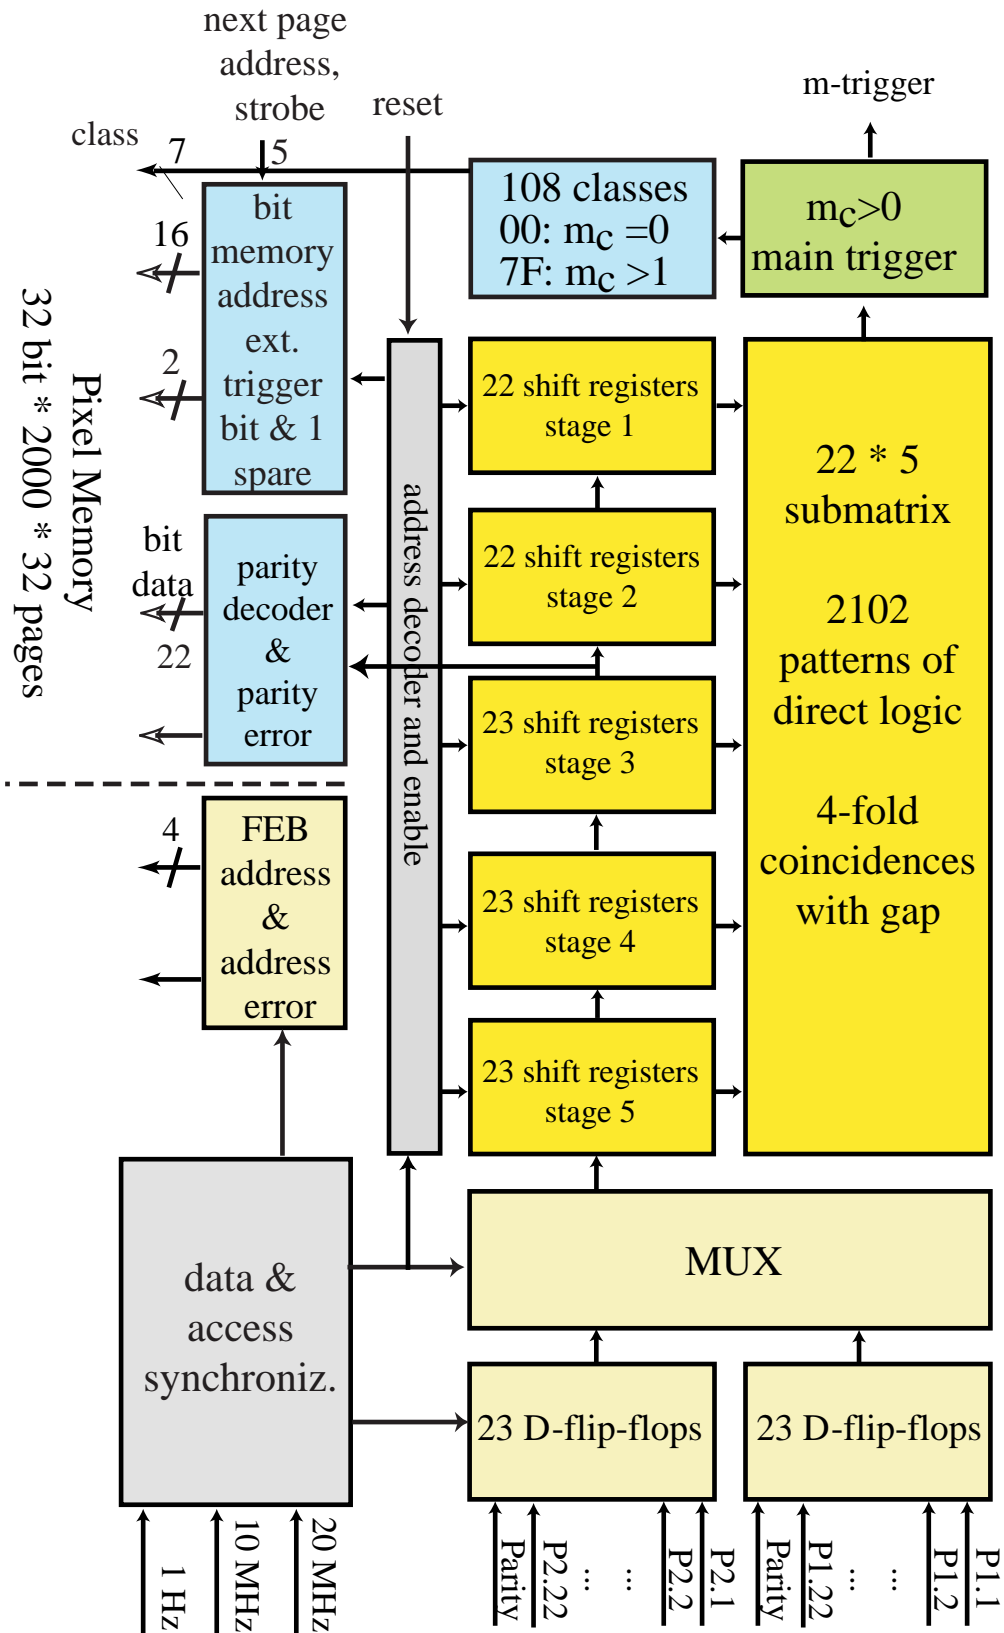 next page
address,
strobe
reset
m-trigger
class
7
5
16
2
bit
memory
address
ext.
trigger
bit & 1
spare
108 classes
00: mc =0
7F: mc >1
mc>0
main trigger
Pixel Memory
32 bit * 2000 * 32 pages
bit
data
22
parity
decoder
&
parity
error
address decoder and enable
22 shift registers
stage 1
22 shift registers
stage 2
23 shift registers
stage 3
23 shift registers
stage 4
23 shift registers
stage 5
22 * 5
submatrix
2102
patterns of
direct logic
4-fold
coincidences
with gap
4
FEB
address
&
address
error
data &
access
synchroniz.
MUX
23 D-flip-flops
23 D-flip-flops
1 Hz
10 MHz
20 MHz
Parity
P2.22
...
...
P2.2
P2.1
Parity
P1.22
...
...
P1.2
P1.1